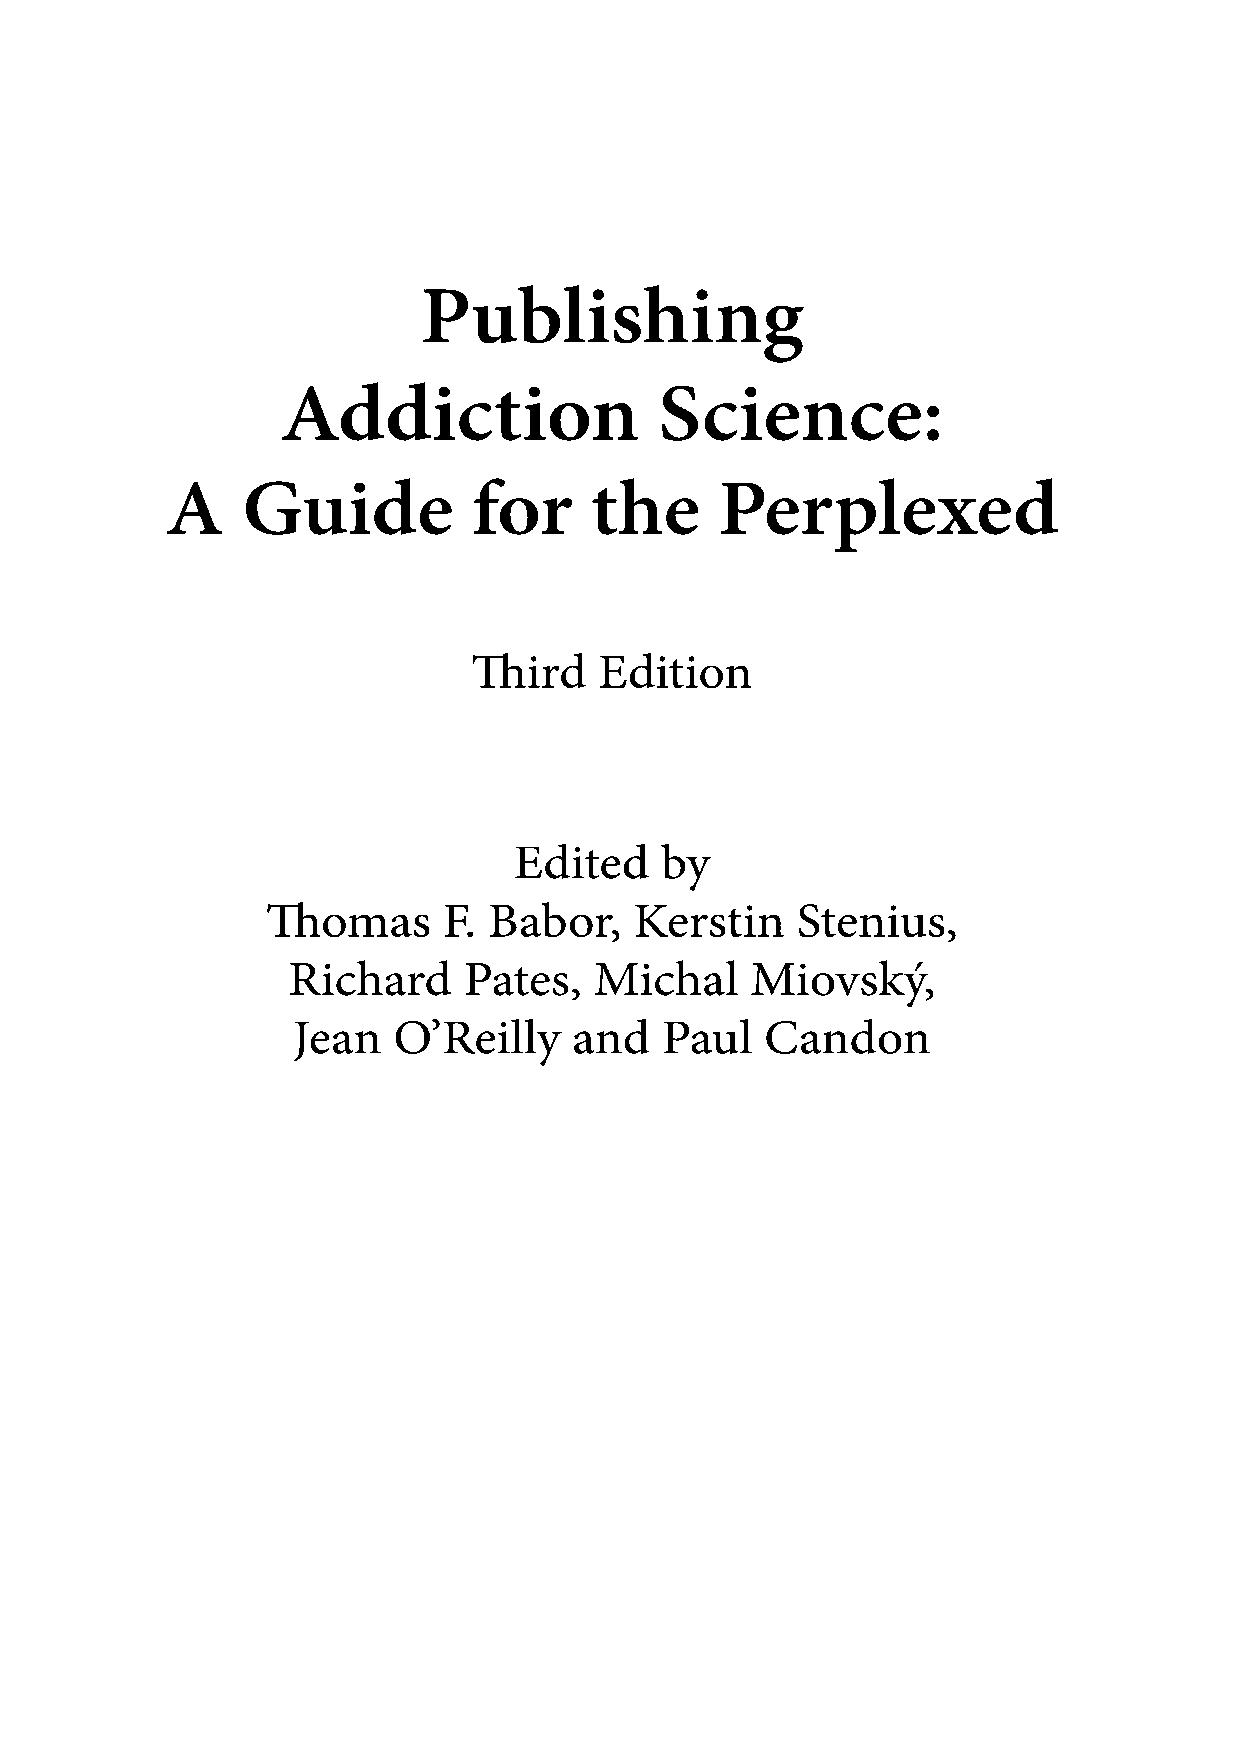 Publishing
Addiction Science:
A Guide for the Perplexed
Third Edition
Edited by
Thomas F. Babor, Kerstin Stenius,
Richard Pates, Michal Miovský,
Jean O’Reilly and Paul Candon